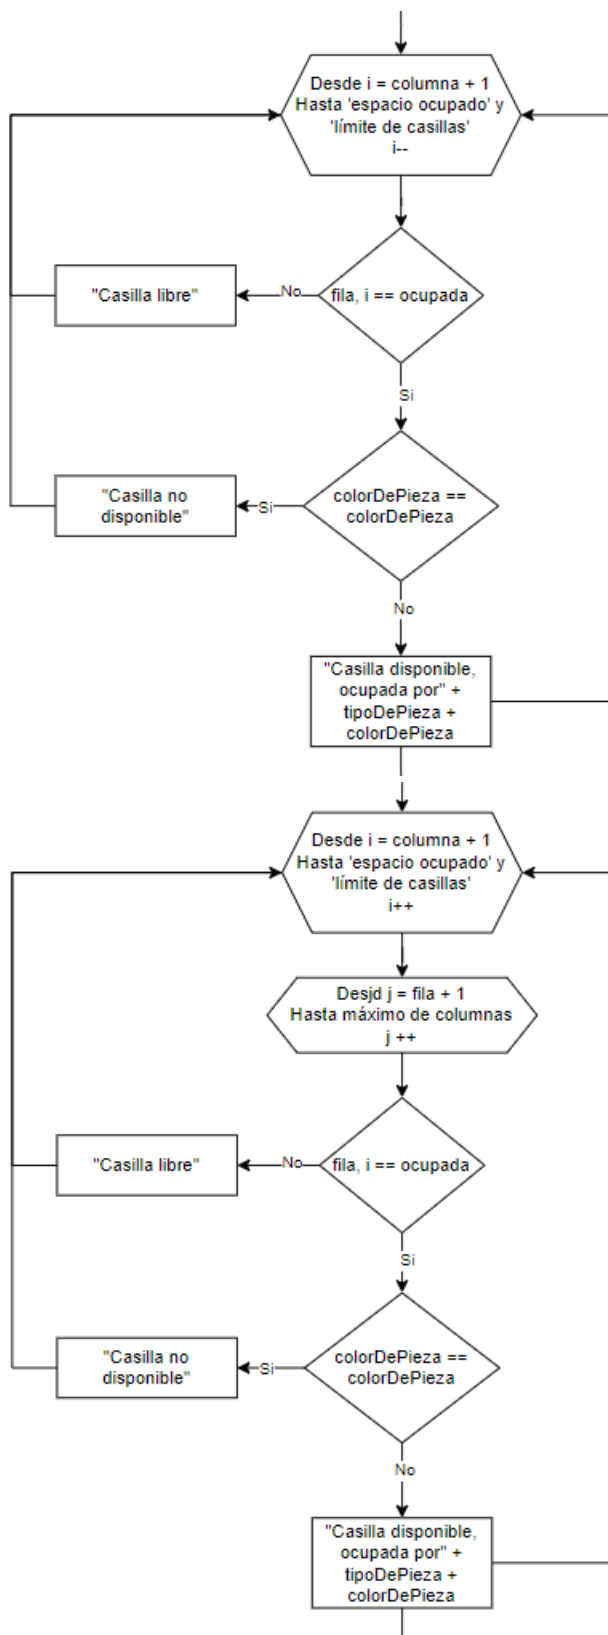 Desde i = columna + 1
Hasta 'espacio ocupado' y
'límite de casillas'
i--
"Casilla libre"
No
fila, i == ocupada
Si
"Casilla no
disponible"
Si
colorDePieza ==
colorDePieza
No
"Casilla disponible,
ocupada por" +
tipoDePieza +
colorDePieza
Desde i = columna + 1
Hasta 'espacio ocupado' y
'límite de casillas'
i++
Desjd j = fila + 1
Hasta máximo de columnas
j ++
"Casilla libre"
No
fila, i == ocupada
Si
"Casilla no
disponible"
Si
colorDePieza ==
colorDePieza
No
"Casilla disponible,
ocupada por" +
tipoDePieza +
colorDePieza